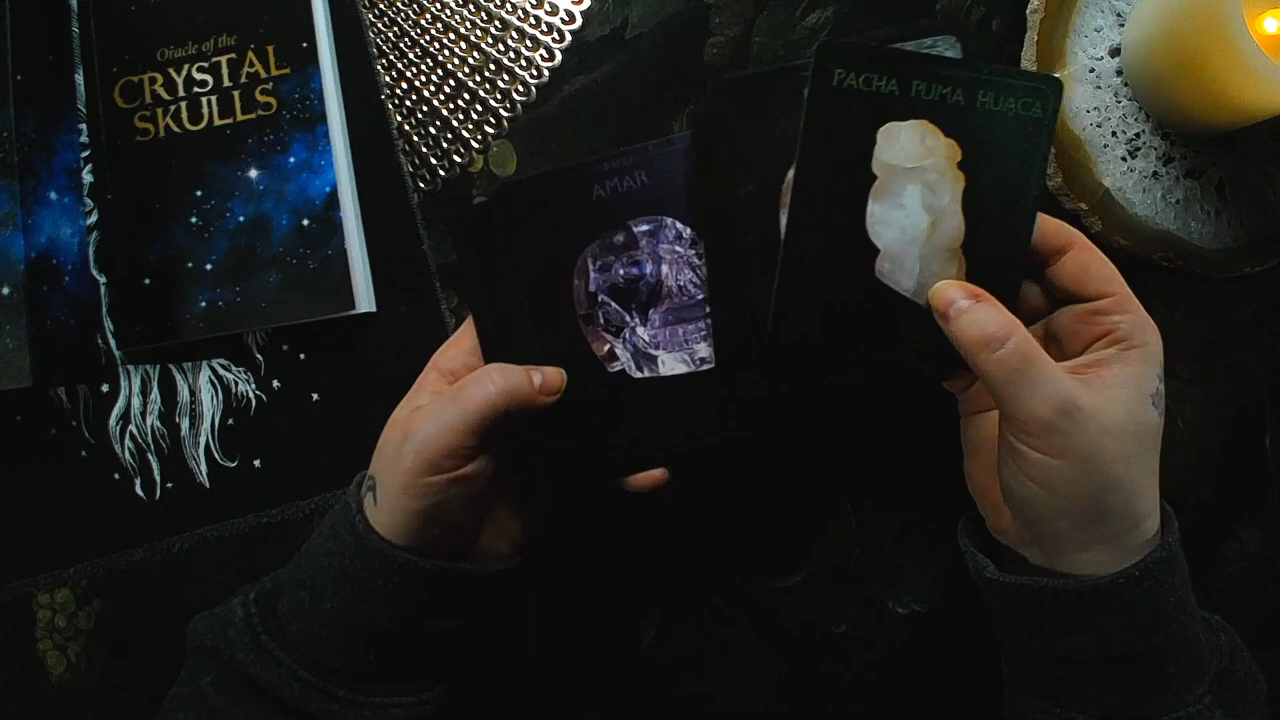 Oracle of the
CRYSTAL
SKULLS
AMAR
PACHA PUMA HUACA